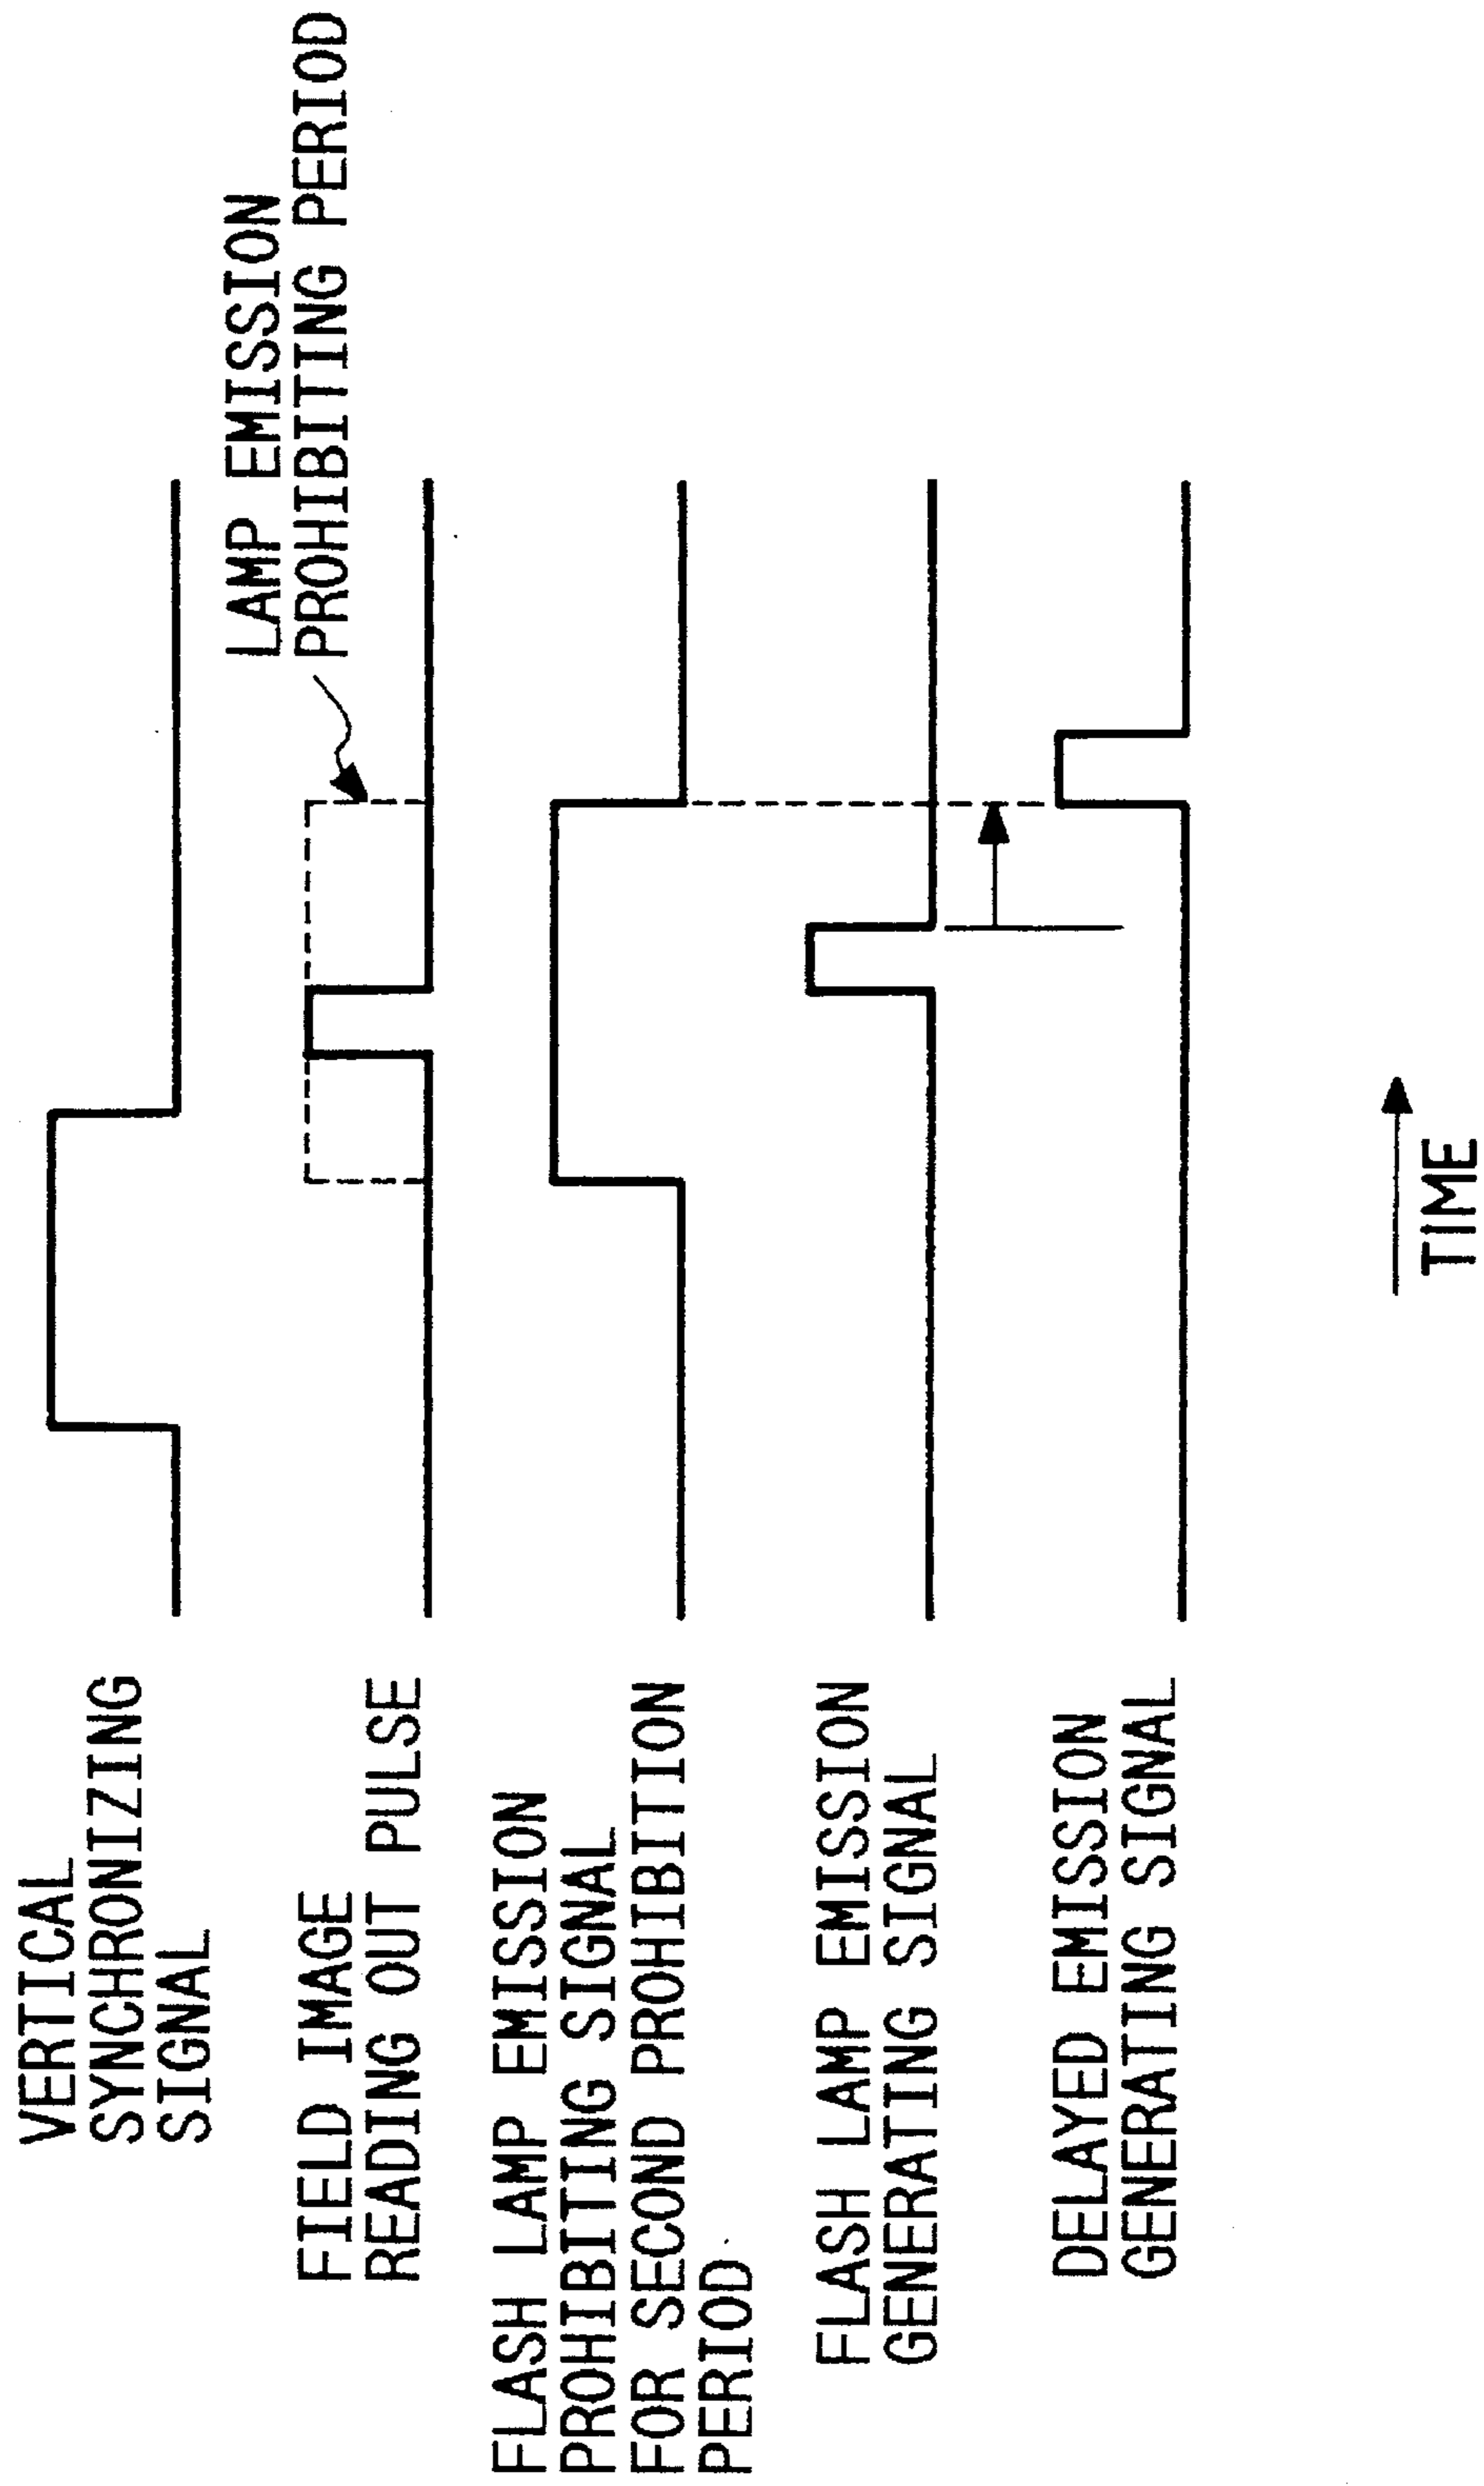 VERTICAL
SYNCHRONIZING
SIGNAL
LAMP EMISSION
PROHIBITING PERIOD
FIELD IMAGE
READING OUT PULSE
FLASH LAMP EMISSION
PROHIBITING SIGNAL
FOR SECOND PROHIBITION
PERIOD
FLASH LAMP EMISSION
GENERATING SIGNAL
DELAYED EMISSION
GENERATING SIGNAL
TIME